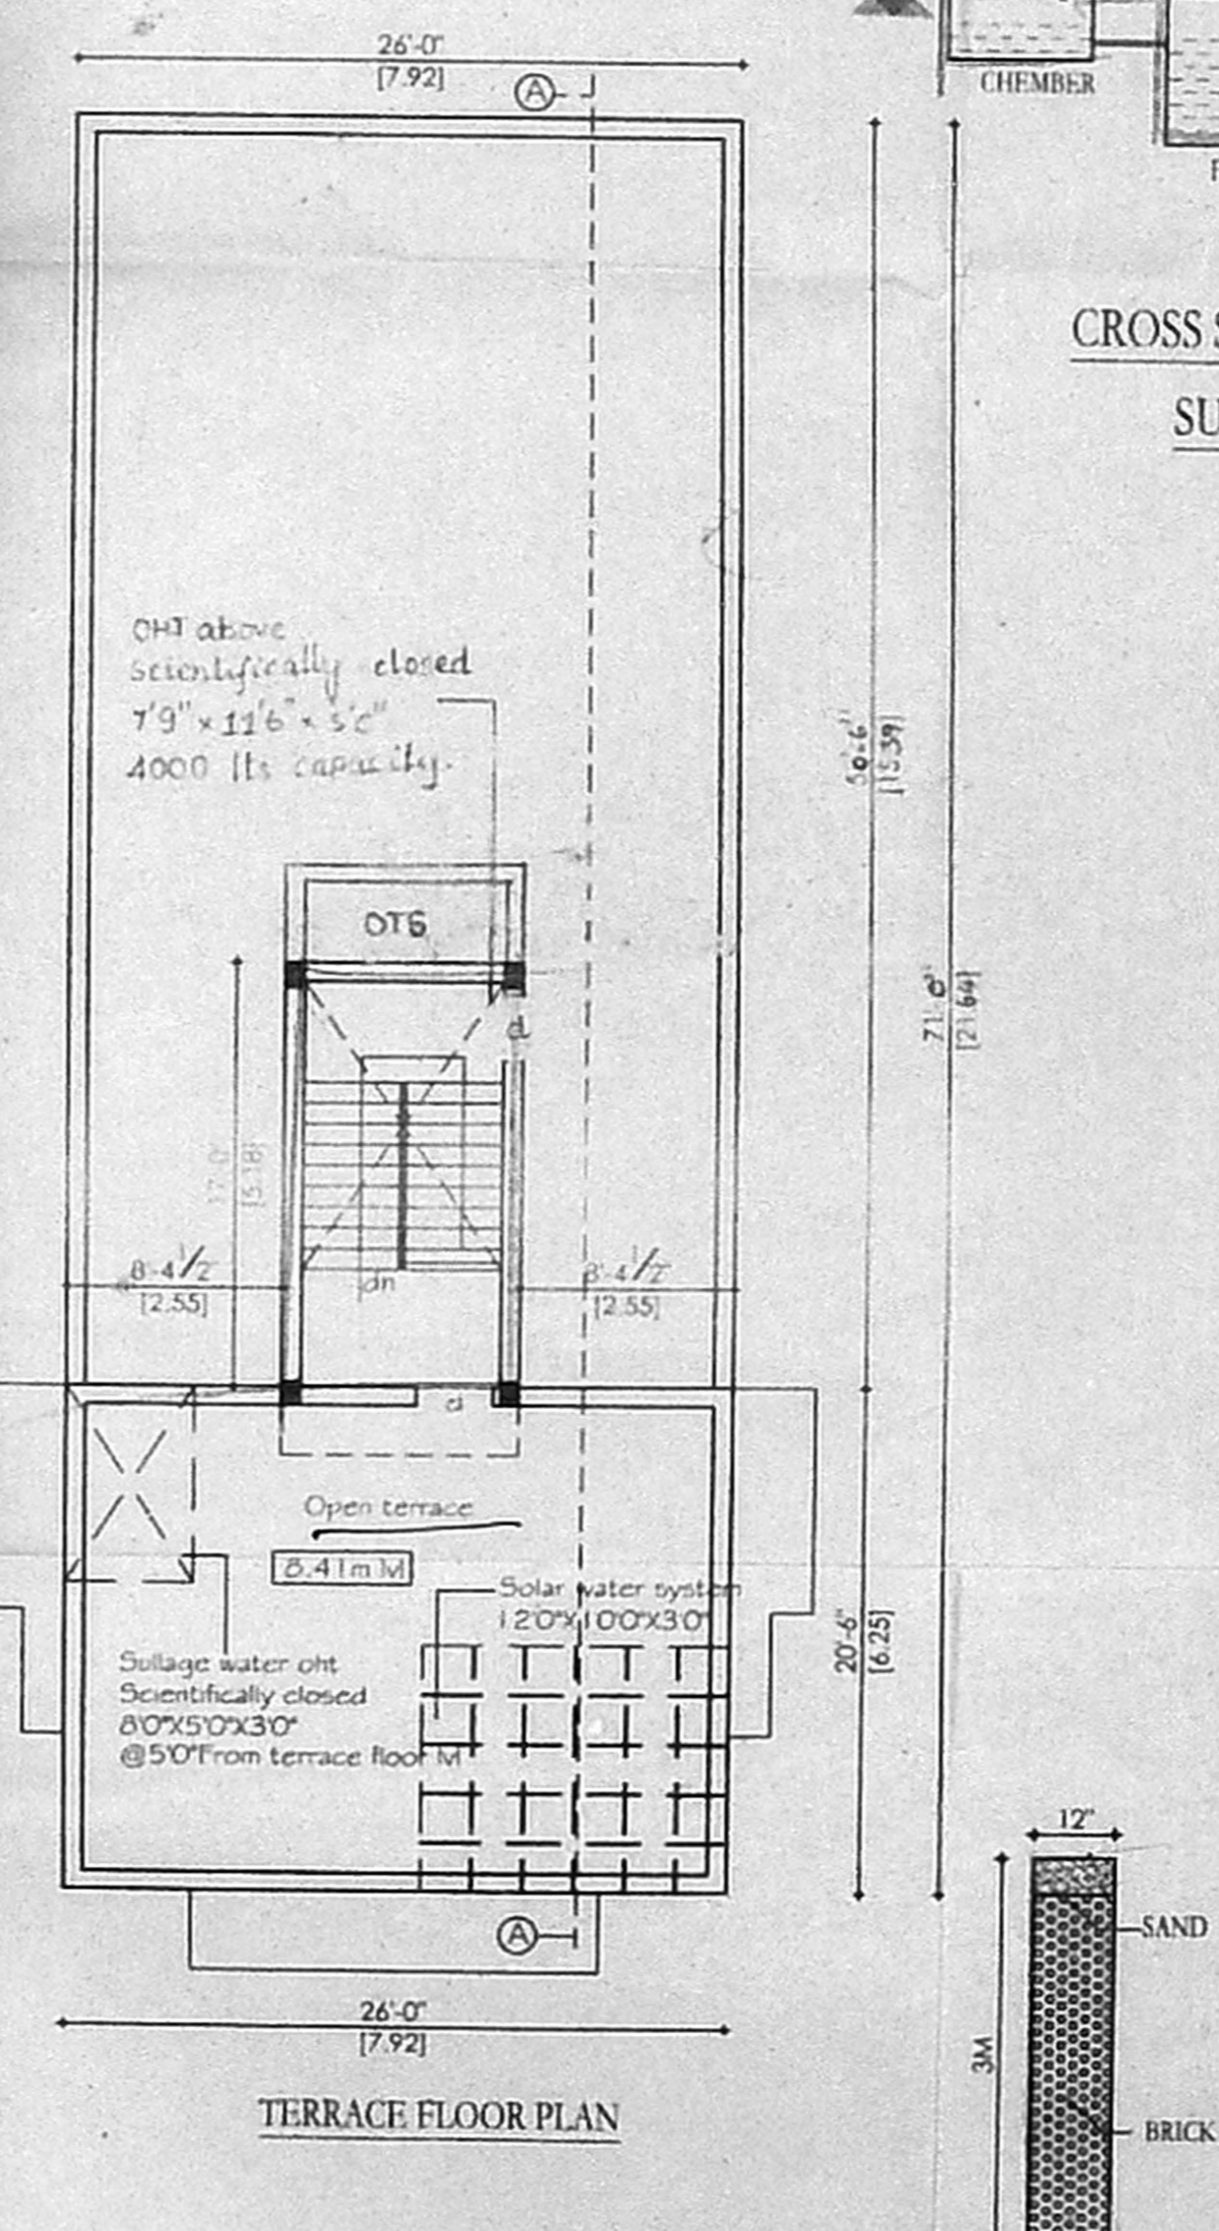 26'-0"
[7.92]
A
CHEMBER
CROSS
SU
OHT above
scientifically closed
7'9" x 11'6" x 5'0"
4000 lts capacity.
50'-6"
[15.39]
OTS
71'-0"
[21.64]
d
17'-0"
[5.18]
8'-4 1/2"
[2.55]
dn
8'-4 1/2"
[2.55]
d
Open terrace
Solar water system
12'0"X10'0"X3'0"
20'-6"
[6.25]
Sullage water oht
Scientifically closed
8'0"X5'0"X3'0"
@5'0"From terrace floor lvl
12"
SAND
A
26'-0"
[7.92]
3M
TERRACE FLOOR PLAN
BRICK